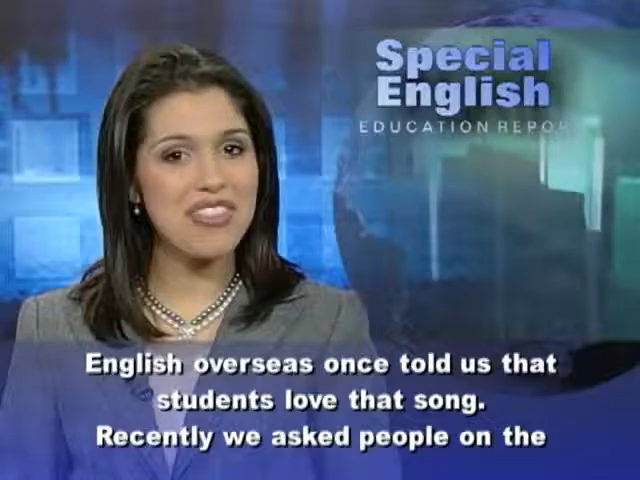 Special
English
EDUCATION REPORT
English overseas once told us that
students love that song.
Recently we asked people on the